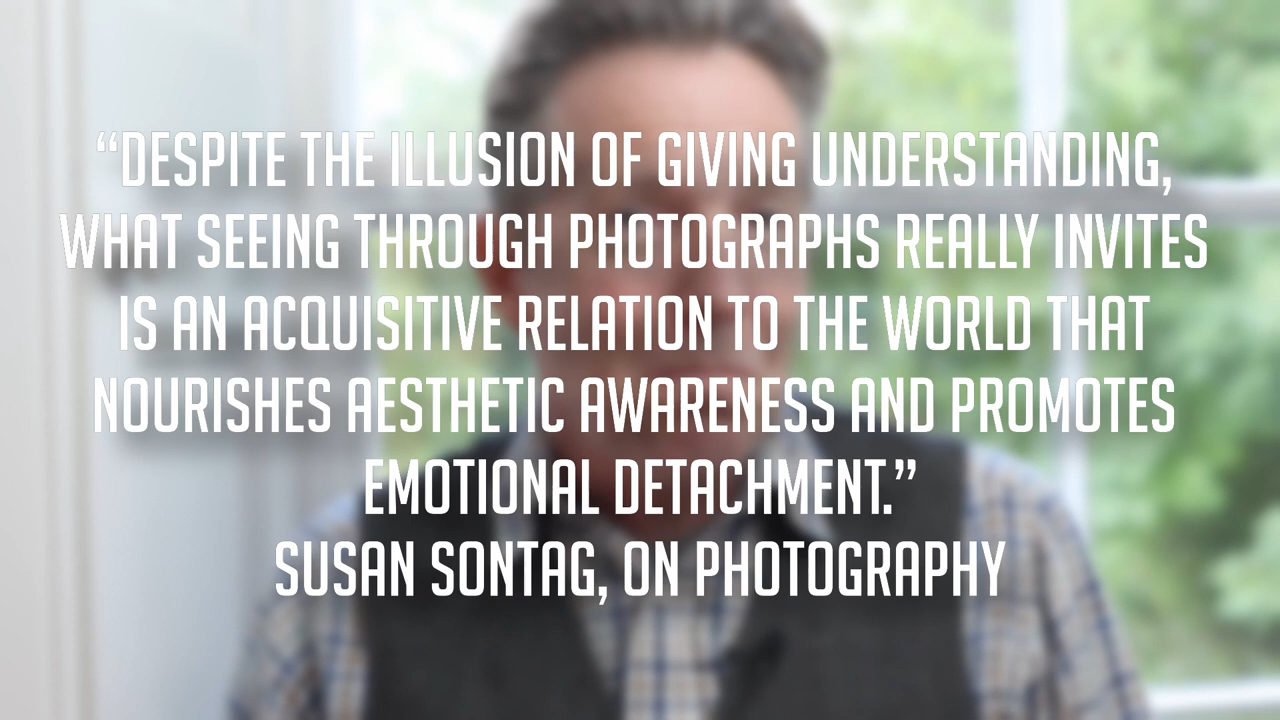 “DESPITE THE ILLUSION OF GIVING UNDERSTANDING,
WHAT SEEING THROUGH PHOTOGRAPHS REALLY INVITES
IS AN ACQUISITIVE RELATION TO THE WORLD THAT
NOURISHES AESTHETIC AWARENESS AND PROMOTES
EMOTIONAL DETACHMENT.”
SUSAN SONTAG, ON PHOTOGRAPHY